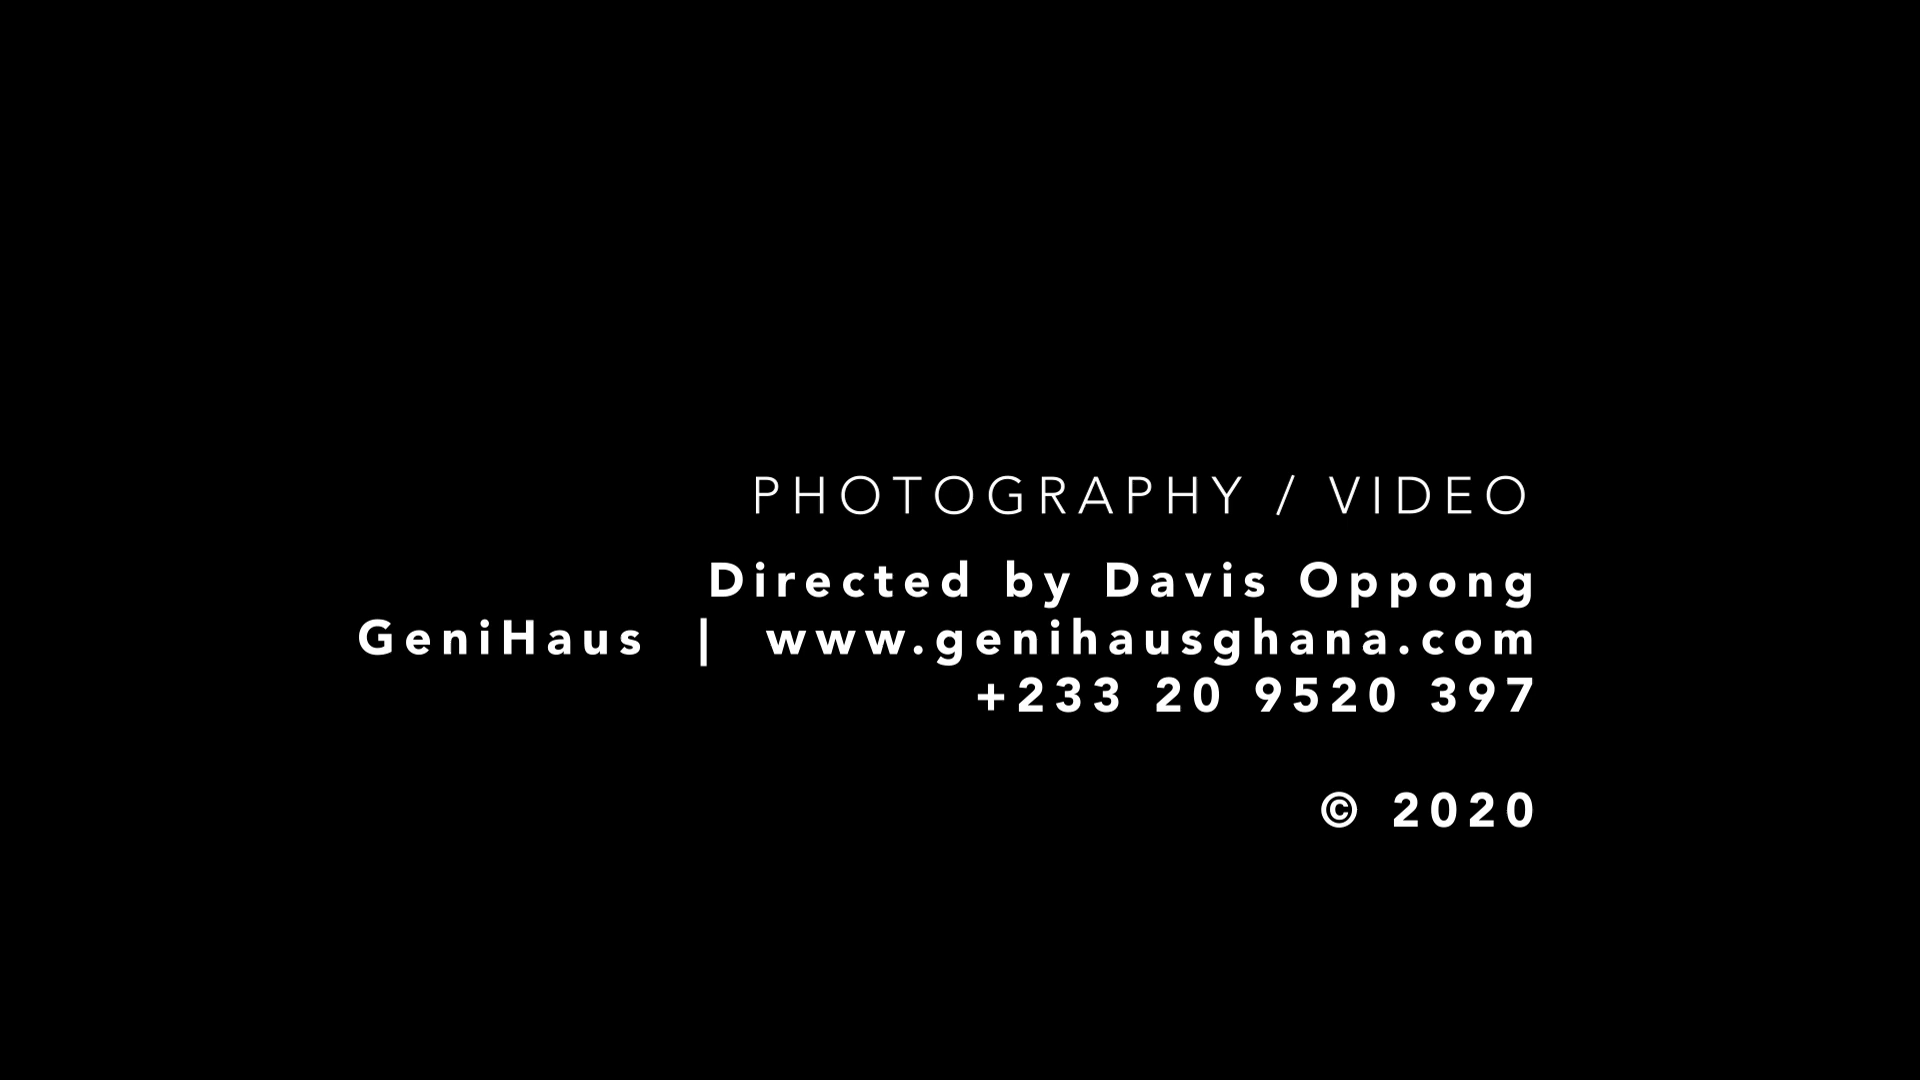 PHOTOGRAPHY / VIDEO
Directed by Davis Oppong
GeniHaus | www.genihausghana.com
+233 20 9520 397
© 2020